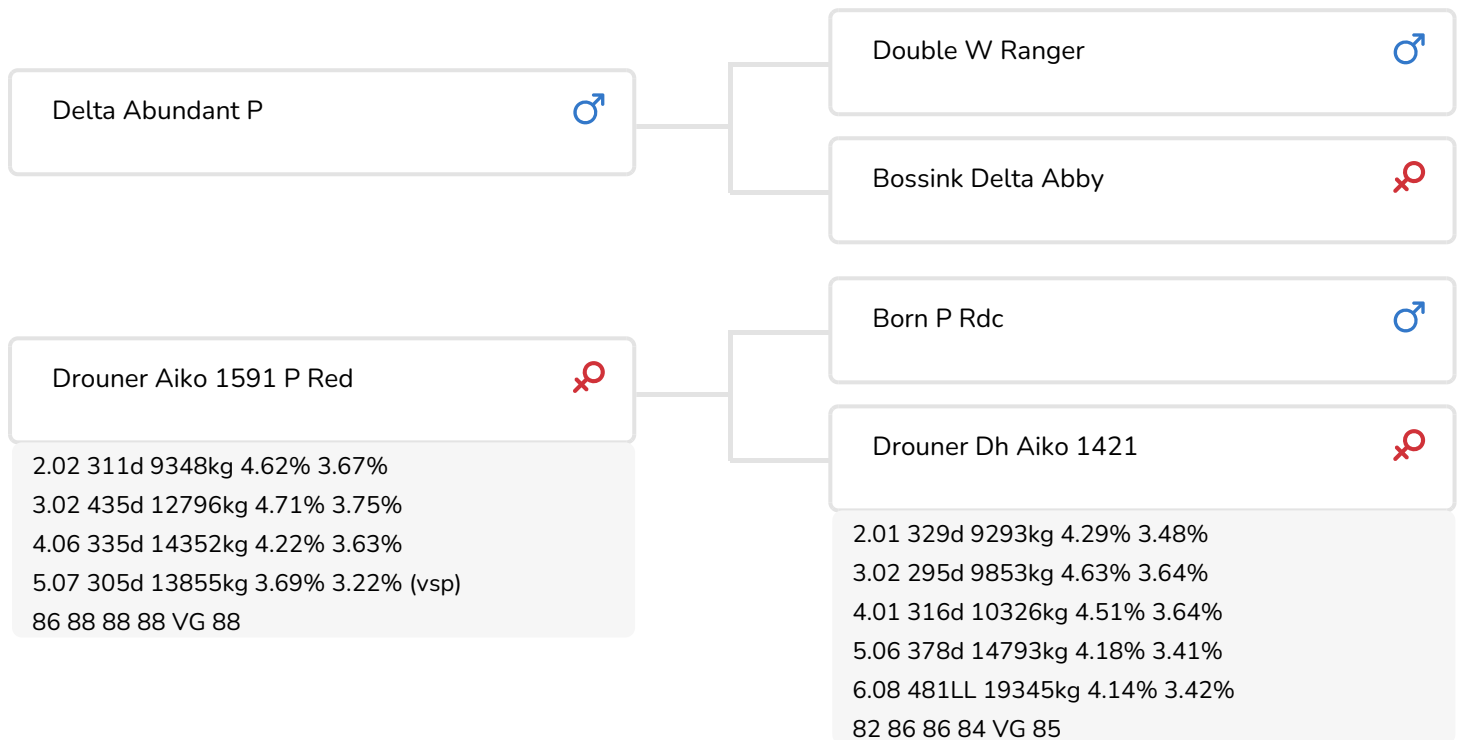 Delta Abundant P
Double W Ranger
Bossink Delta Abby
Drouner Aiko 1591 P Red
2.02 311d 9348kg 4.62% 3.67%
3.02 435d 12796kg 4.71% 3.75%
4.06 335d 14352kg 4.22% 3.63%
5.07 305d 13855kg 3.69% 3.22% (vsp)
86 88 88 88 VG 88
Born P Rdc
Drouner Dh Aiko 1421
2.01 329d 9293kg 4.29% 3.48%
3.02 295d 9853kg 4.63% 3.64%
4.01 316d 10326kg 4.51% 3.64%
5.06 378d 14793kg 4.18% 3.41%
6.08 481LL 19345kg 4.14% 3.42%
82 86 86 84 VG 85